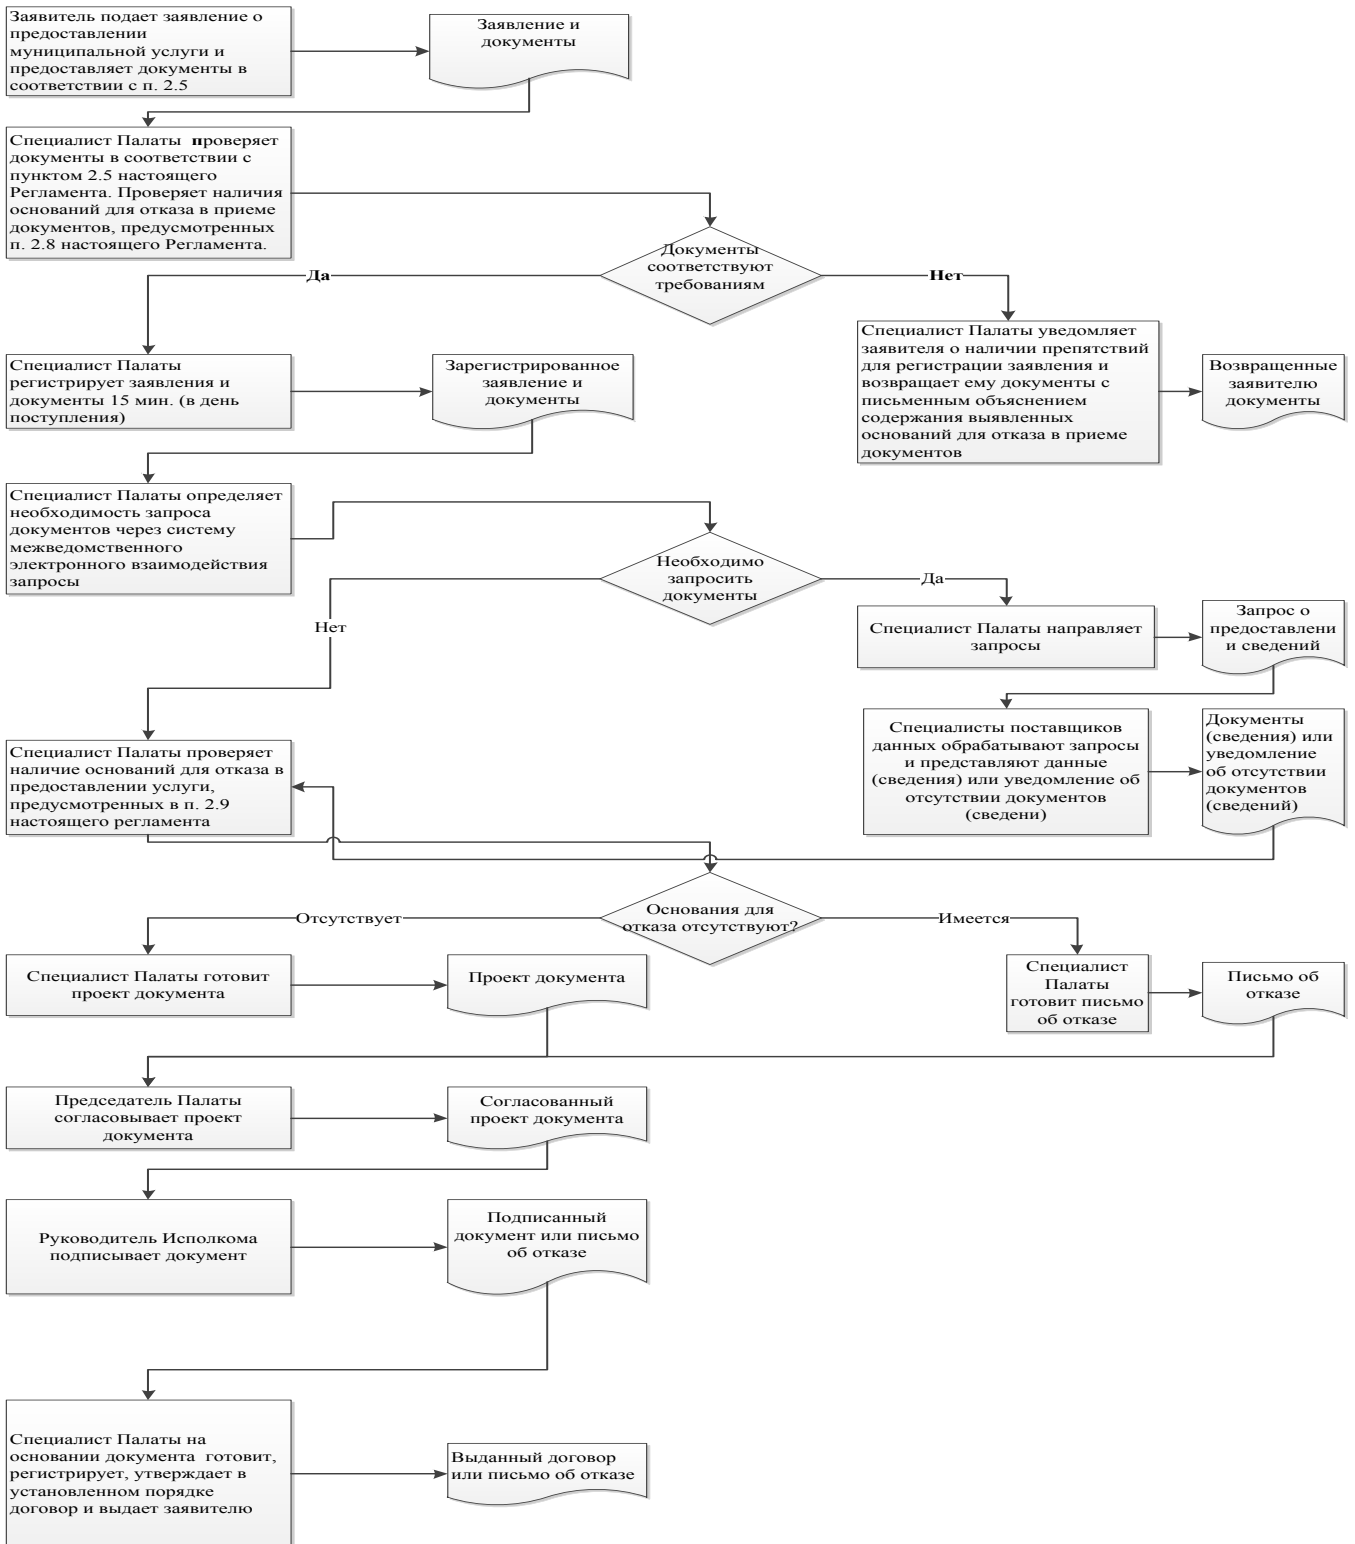 Заявитель подает заявление о
предоставлении
муниципальной услуги и
предоставляет документы в
соответствии с п. 2.5
Заявление и
документы
Специалист Палаты  проверяет
документы в соответствии с
пунктом 2.5 настоящего
Регламента. Проверяет наличия
оснований для отказа в приеме
документов, предусмотренных
п. 2.8 настоящего Регламента.
Документы
соответствуют
требованиям
Да
Нет
Специалист Палаты
регистрирует заявления и
документы 15 мин. (в день
поступления)
Зарегистрированное
заявление и
документы
Специалист Палаты уведомляет
заявителя о наличии препятствий
для регистрации заявления и
возвращает ему документы с
письменным объяснением
содержания выявленных
оснований для отказа в приеме
документов
Возвращенные
заявителю
документы
Специалист Палаты определяет
необходимость запроса
документов через систему
межведомственного
электронного взаимодействия
запросы
Необходимо
запросить
документы
Нет
Да
Специалист Палаты направляет
запросы
Запрос о
предоставлени
и сведений
Специалист Палаты проверяет
наличие оснований для отказа в
предоставлении услуги,
предусмотренных в п. 2.9
настоящего регламента
Специалисты поставщиков
данных обрабатывают запросы
и представляют данные
(сведения) или уведомление об
отсутствии документов
(сведени)
Документы
(сведения) или
уведомление
об отсутствии
документов
(сведений)
Основания для
отказа отсутствуют?
Отсутствует
Имеется
Специалист Палаты готовит
проект документа
Проект документа
Специалист
Палаты
готовит письмо
об отказе
Письмо об
отказе
Председатель Палаты
согласовывает проект
документа
Согласованный
проект документа
Руководитель Исполкома
подписывает документ
Подписанный
документ или письмо
об отказе
Специалист Палаты на
основании документа  готовит,
регистрирует, утверждает в
установленном порядке
договор и выдает заявителю
Выданный договор
или письмо об отказе